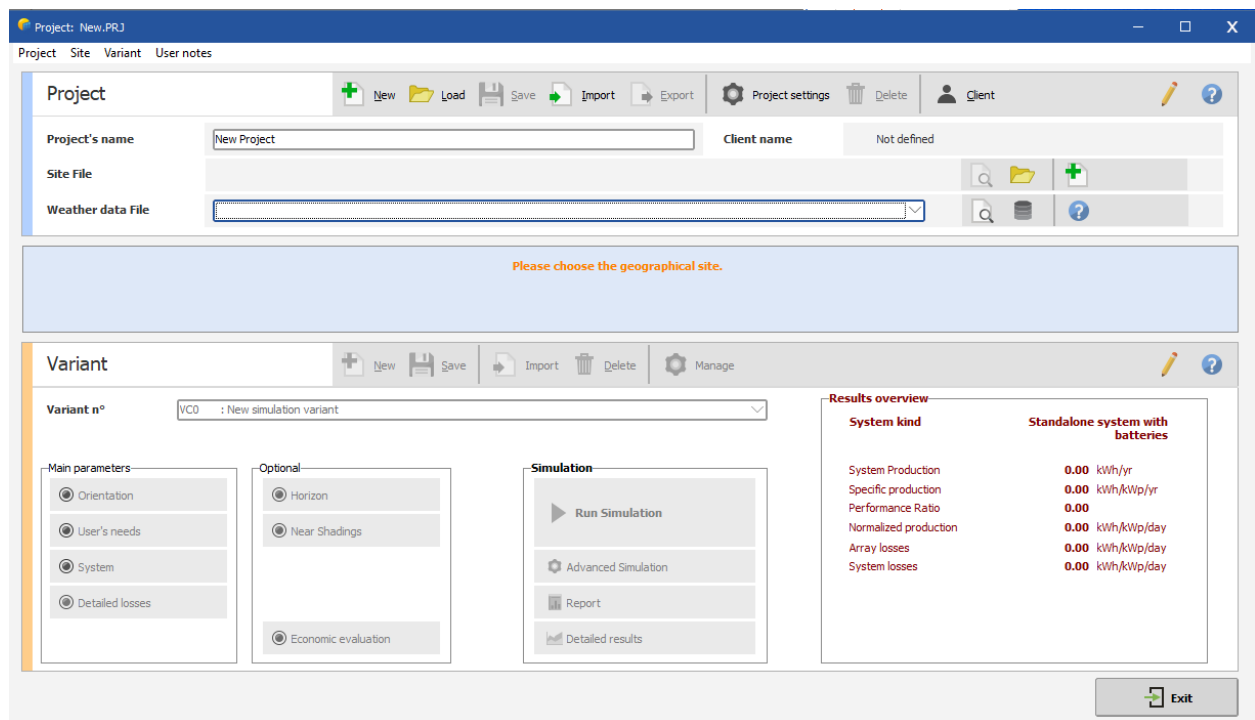 Project: New.PRJ
Project Site Variant User notes
Project New Load Save Import Export Project settings Delete Client
Project's name New Project Client name Not defined
Site File
Weather data File
Please choose the geographical site.
Variant New Save Import Delete Manage
Variant n° VC0 : New simulation variant
Results overview
System kind Standalone system with
batteries
Main parameters Optional Simulation
System Production 0.00 kWh/yr
Orientation Horizon Specific production 0.00 kWh/kWp/yr
Run Simulation Performance Ratio 0.00
User's needs Near Shadings Normalized production 0.00 kWh/kWp/day
Array losses 0.00 kWh/kWp/day
System Advanced Simulation System losses 0.00 kWh/kWp/day
Detailed losses Report
Economic evaluation Detailed results
Exit